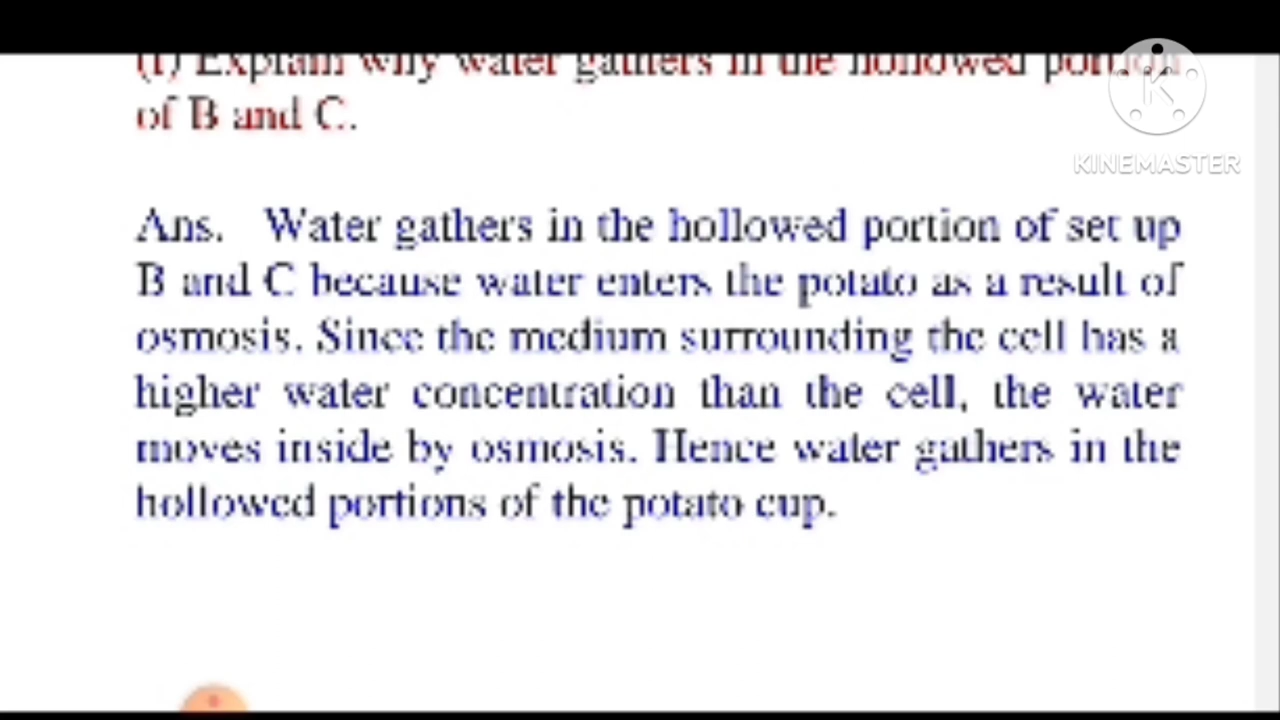 (i) Explain why water gathers in the hollowed portion
of B and C.
Ans. Water gathers in the hollowed portion of set up
B and C because water enters the potato as a result of
osmosis. Since the medium surrounding the cell has a
higher water concentration than the cell, the water
moves inside by osmosis. Hence water gathers in the
hollowed portions of the potato cup.
K
KINEMASTER